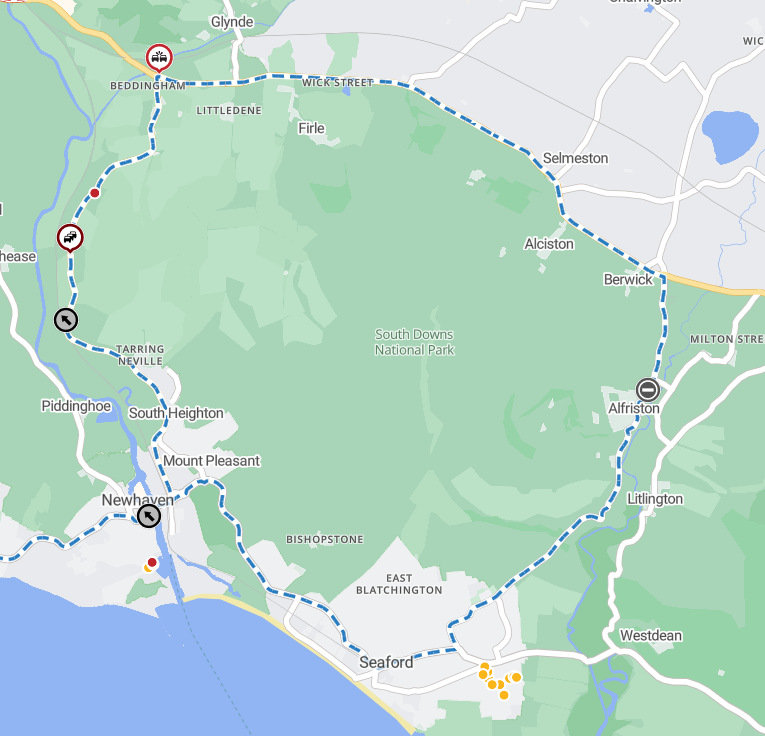 Glynde
WIC
BEDDINGHAM
WICK STREET
LITTLEDENE
Firle
Selmeston
Alciston
hease
Berwick
South Downs
National Park
MILTON STRE
TARRING
NEVILLE
Piddinghoe
South Heighton
Alfriston
Mount Pleasant
Newhaven
Litlington
BISHOPSTONE
EAST
BLATCHINGTON
Westdean
Seaford